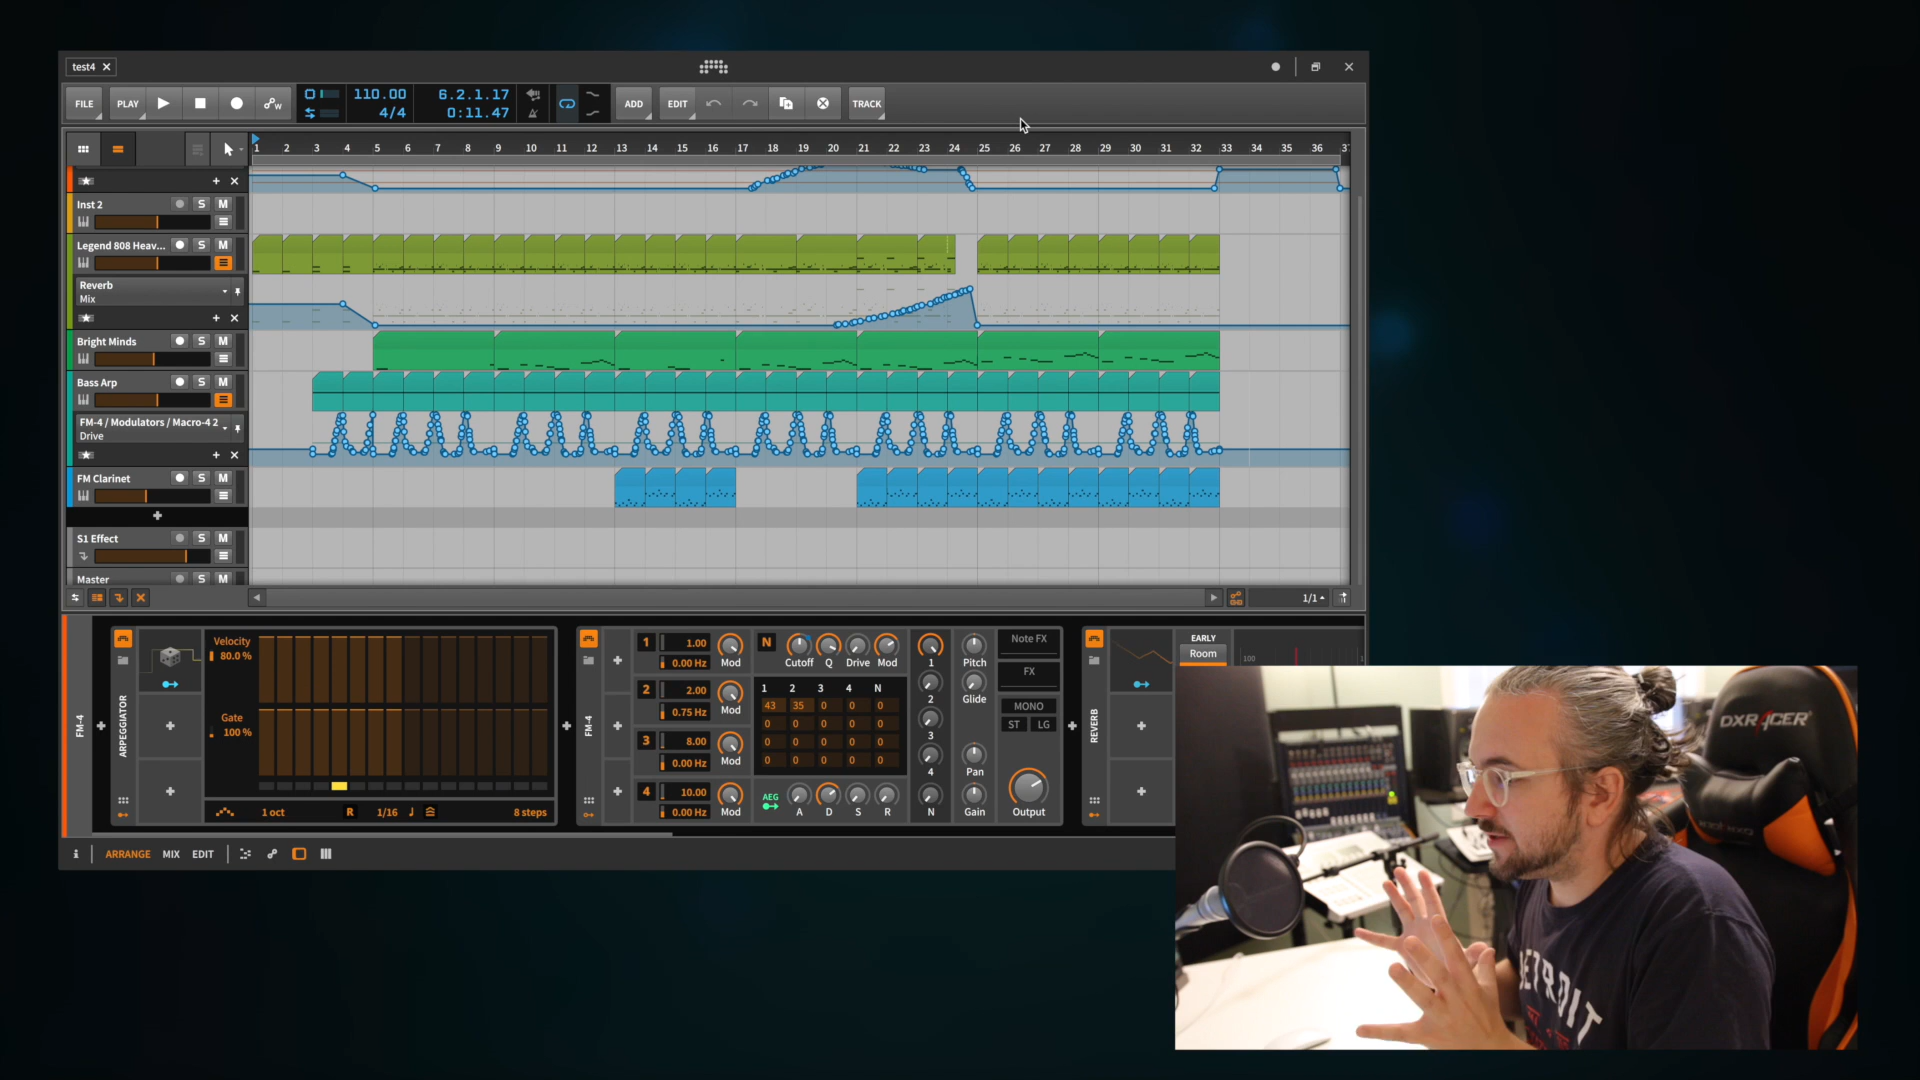 test4
FILE PLAY 110.00 4/4 6.2.1.17 0:11.47 ADD EDIT TRACK
1 2 3 4 5 6 7 8 9 10 11 12 13 14 15 16 17 18 19 20 21 22 23 24 25 26 27 28 29 30 31 32 33 34 35 36 37
Inst 2 S M
Legend 808 Heav... S M
Reverb
Mix
Bright Minds S M
Bass Arp S M
FM-4 / Modulators / Macro-4 2
Drive
FM Clarinet S M
S1 Effect S M
Master S M
1/1
FM-4
ARPEGGIATOR
Velocity
80.0 %
Gate
100 %
1 oct R 1/16 8 steps
FM-4
1 1.00
0.00 Hz Mod
2 2.00
0.75 Hz Mod
3 8.00
0.00 Hz Mod
4 10.00
0.00 Hz Mod
N Cutoff Q Drive Mod
1 2 3 4 N
43 35 0 0 0
0 0 0 0 0
0 0 0 0 0
0 0 0 0 0
AEG A D S R
1
2
3
4
N
Pitch
Glide
Pan
Gain
Note FX
FX
MONO
ST LG
Output
REVERB
EARLY
Room
100
1
ARRANGE MIX EDIT
DXRACER
DETROIT